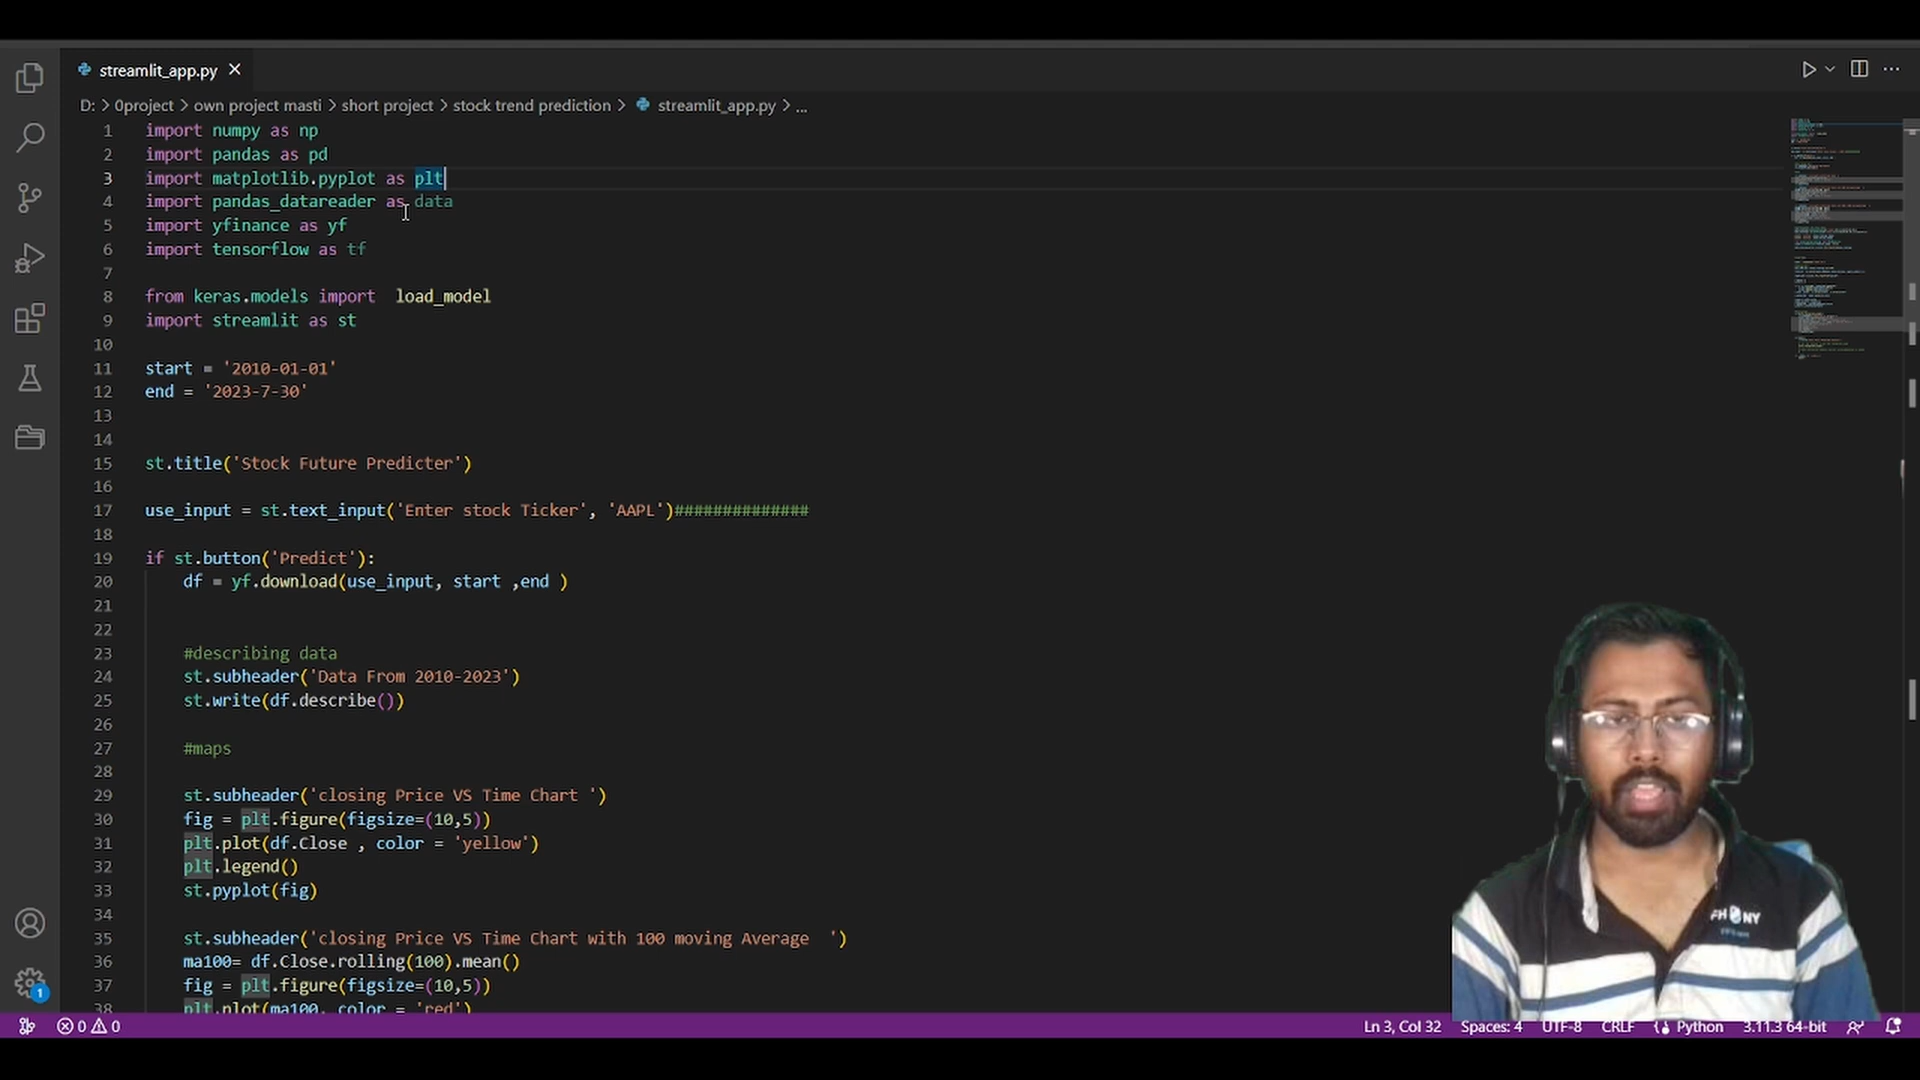 streamlit_app.py
D: > 0project > own project masti > short project > stock trend prediction > streamlit_app.py > ...
1 import numpy as np
2 import pandas as pd
3 import matplotlib.pyplot as plt
4 import pandas_datareader as data
5 import yfinance as yf
6 import tensorflow as tf
7
8 from keras.models import  load_model
9 import streamlit as st
10
11 start = '2010-01-01'
12 end = '2023-7-30'
13
14
15 st.title('Stock Future Predicter')
16
17 use_input = st.text_input('Enter stock Ticker', 'AAPL')##############
18
19 if st.button('Predict'):
20     df = yf.download(use_input, start ,end )
21
22
23     #describing data
24     st.subheader('Data From 2010-2023')
25     st.write(df.describe())
26
27     #maps
28
29     st.subheader('closing Price VS Time Chart ')
30     fig = plt.figure(figsize=(10,5))
31     plt.plot(df.Close , color = 'yellow')
32     plt.legend()
33     st.pyplot(fig)
34
35     st.subheader('closing Price VS Time Chart with 100 moving Average  ')
36     ma100= df.Close.rolling(100).mean()
37     fig = plt.figure(figsize=(10,5))
38     plt.plot(ma100, color = 'red')
1
0 0 Ln 3, Col 32 Spaces: 4 UTF-8 CRLF Python 3.11.3 64-bit